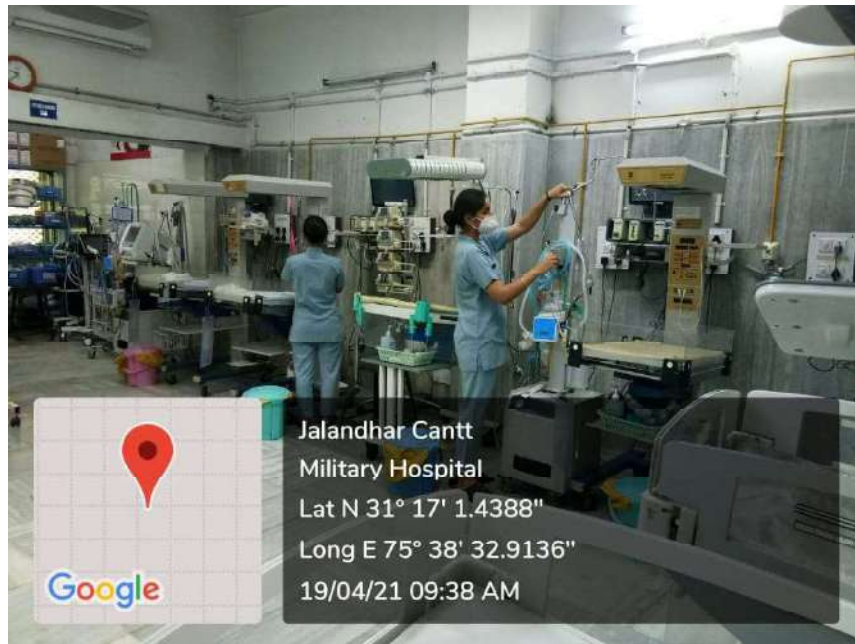 Jalandhar Cantt
Military Hospital
Lat N 31° 17' 1.4388"
Long E 75° 38' 32.9136"
19/04/21 09:38 AM
Google